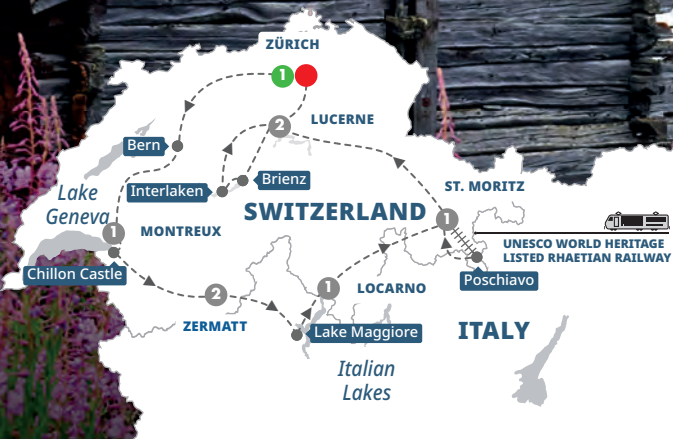 ZÜRICH
1
2
LUCERNE
Bern
Brienz
Interlaken
ST. MORITZ
Lake
Geneva
SWITZERLAND
1
1
MONTREUX
UNESCO WORLD HERITAGE
LISTED RHAETIAN RAILWAY
Chillon Castle
Poschiavo
2
1
LOCARNO
ZERMATT
Lake Maggiore
ITALY
Italian
Lakes